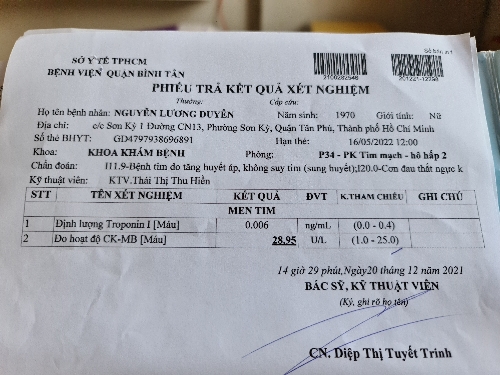 SỞ Y TẾ TPHCM
BỆNH VIỆN QUẬN BÌNH TÂN
2100282546
201221-12298
PHIẾU TRẢ KẾT QUẢ XÉT NGHIỆM
Thường: Cấp cứu:
Họ tên bệnh nhân: NGUYỄN LƯƠNG DUYÊN Năm sinh: 1970 Giới tính: Nữ
Địa chỉ: c/c Sơn Kỳ 1 Đường CN13, Phường Sơn Kỳ, Quận Tân Phú, Thành phố Hồ Chí Minh
Số thẻ BHYT: GD4797938696891 Hạn thẻ: 16/05/2022 12:00
Khoa: KHOA KHÁM BỆNH Phòng: P34 - PK Tim mạch - hô hấp 2
Chẩn đoán: I11.9-Bệnh tim do tăng huyết áp, không suy tim (sung huyết);I20.0-Cơn đau thắt ngực k
Kỹ thuật viên: KTV.Thái Thị Thu Hiền
STT TÊN XÉT NGHIỆM KẾT QUẢ ĐVT K.THAM CHIẾU GHI CHÚ
MEN TIM
1 Định lượng Troponin I [Máu] 0.006 ng/mL (0.0 - 0.4)
2 Đo hoạt độ CK-MB [Máu] 28.95 U/L (1.0 - 25.0)
14 giờ 29 phút,Ngày20 tháng 12 năm 2021
BÁC SỸ, KỸ THUẬT VIÊN
(Ký, ghi rõ họ tên)
CN. Diệp Thị Tuyết Trinh